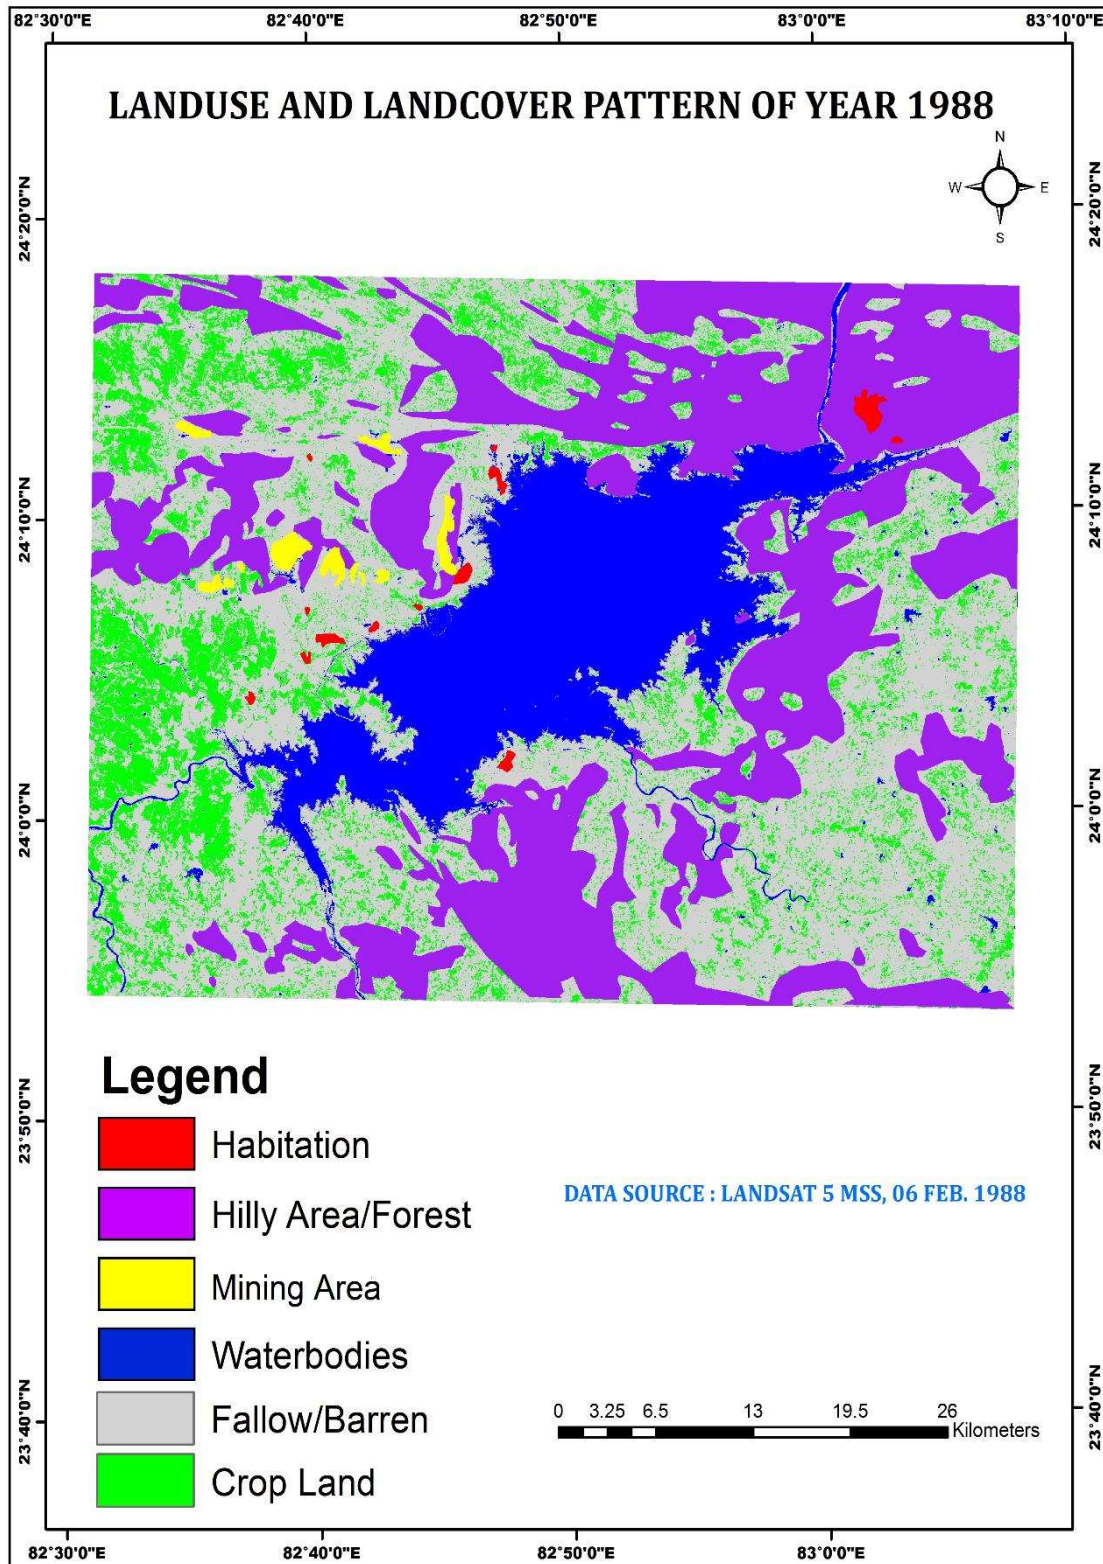 82°30'0"E 82°40'0"E 82°50'0"E 83°0'0"E 83°10'0"E
LANDUSE AND LANDCOVER PATTERN OF YEAR 1988
N
W E
S
24°20'0"N 24°20'0"N
24°10'0"N 24°10'0"N
24°0'0"N 24°0'0"N
Legend
23°50'0"N 23°50'0"N
Habitation
Hilly Area/Forest
DATA SOURCE : LANDSAT 5 MSS, 06 FEB. 1988
Mining Area
Waterbodies
23°40'0"N 23°40'0"N
Fallow/Barren
0 3.25 6.5 13 19.5 26
Kilometers
Crop Land
82°30'0"E 82°40'0"E 82°50'0"E 83°0'0"E